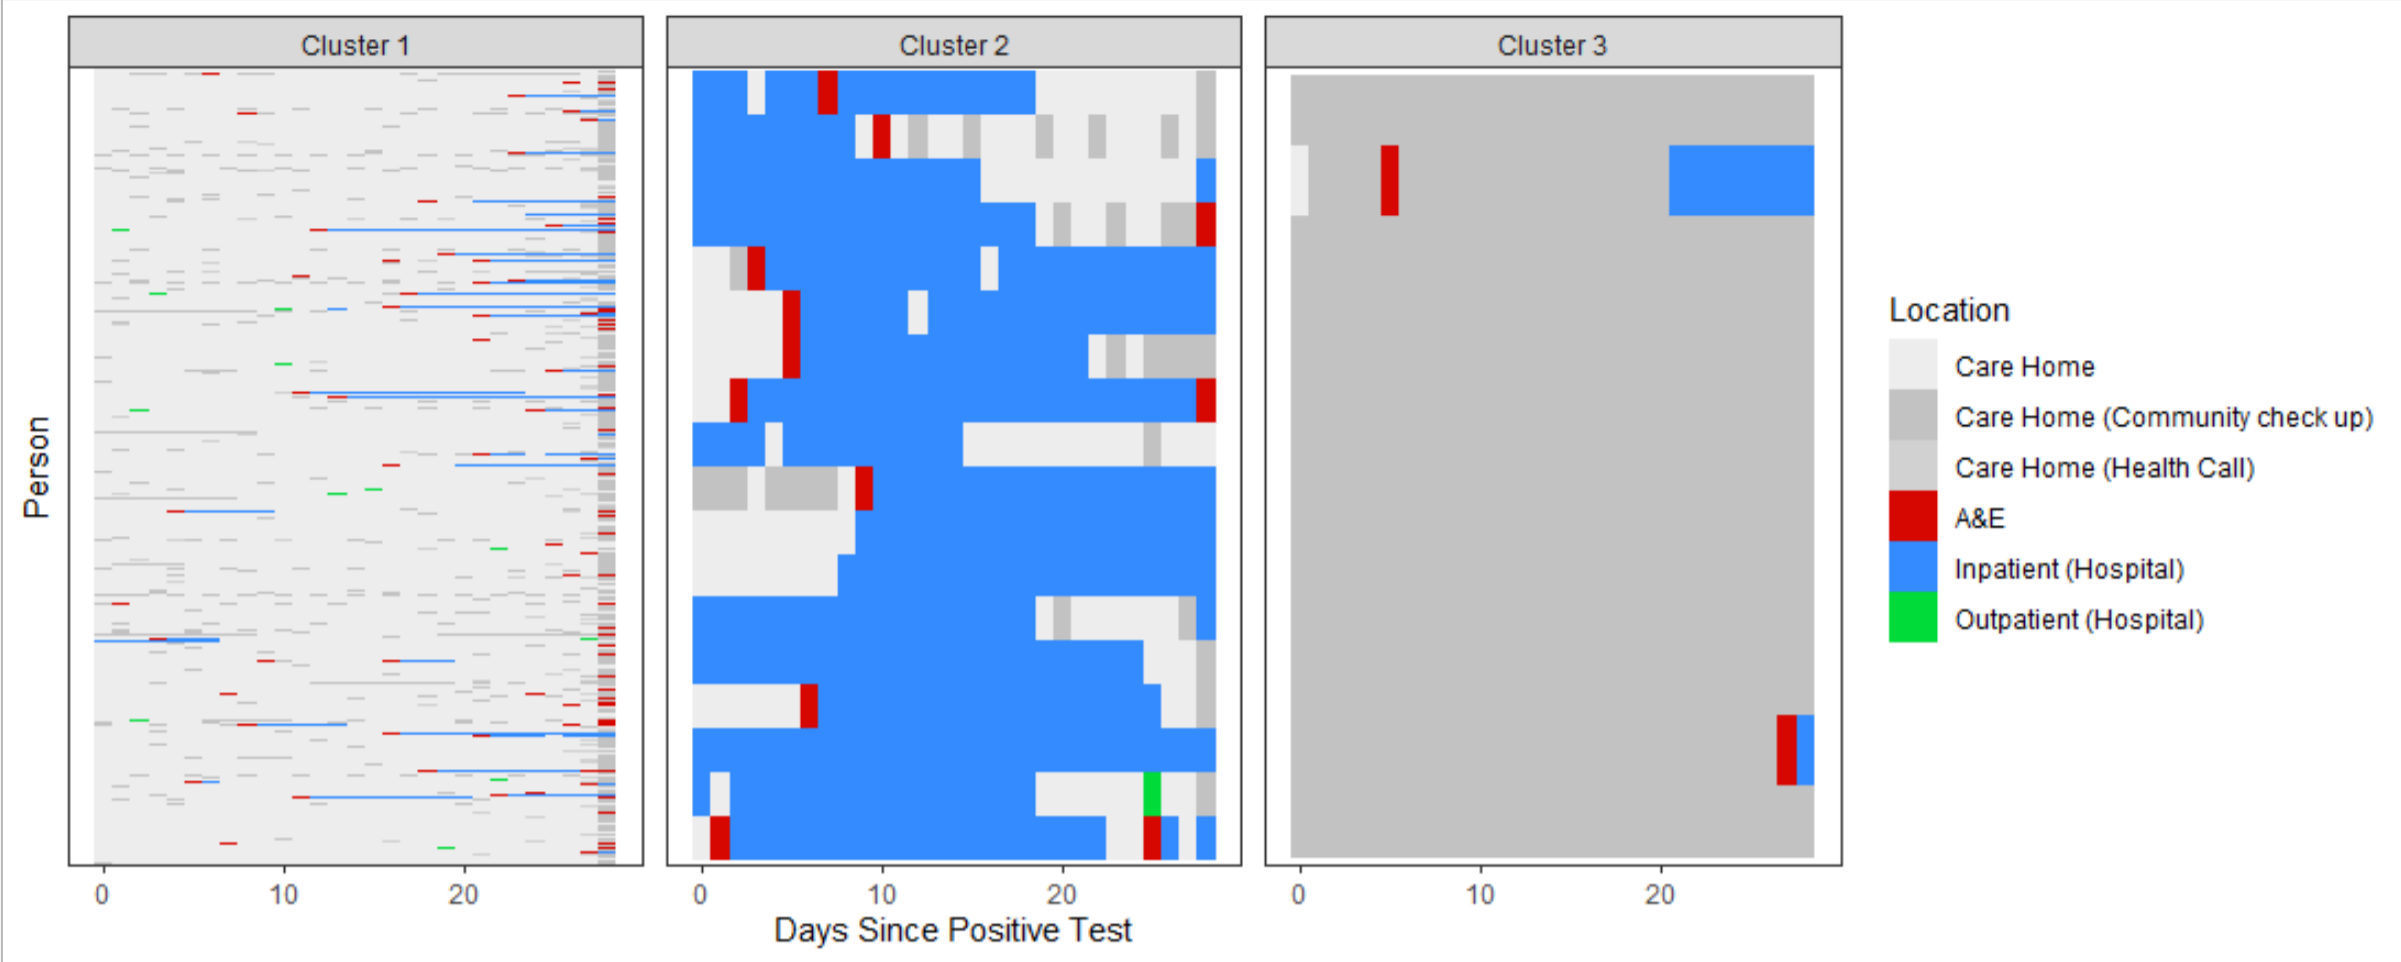 Cluster 1
Cluster 2
Cluster 3
Person
0
10
20
0
10
20
0
10
20
Days Since Positive Test
Location
Care Home
Care Home (Community check up)
Care Home (Health Call)
A&E
Inpatient (Hospital)
Outpatient (Hospital)